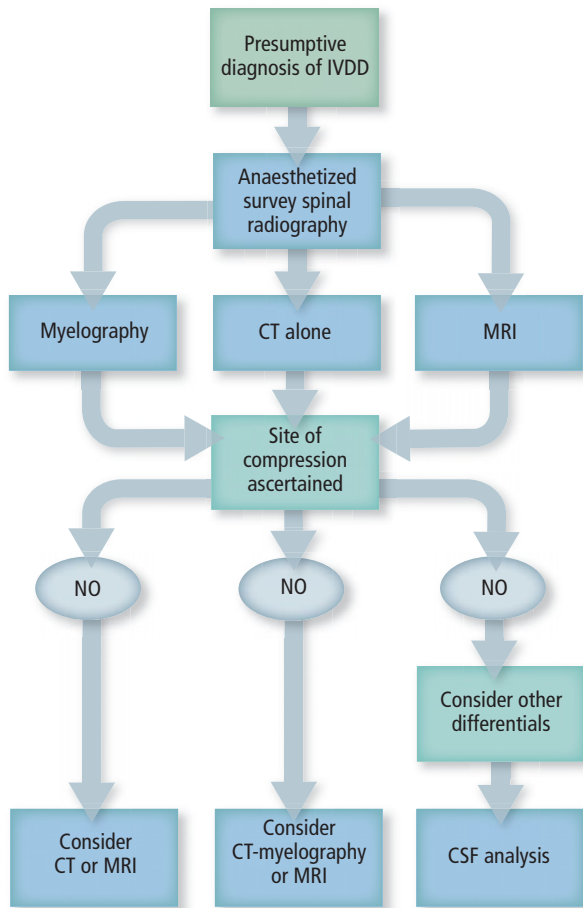 Presumptive
diagnosis of IVDD
Anaesthetized
survey spinal
radiography
Myelography
CT alone
MRI
Site of
compression
ascertained
NO
NO
NO
Consider other
differentials
Consider
CT or MRI
Consider
CT-myelography
or MRI
CSF analysis